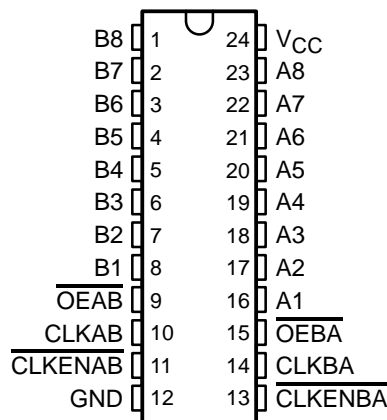 B8 1 24 VCC
B7 2 23 A8
B6 3 22 A7
B5 4 21 A6
B4 5 20 A5
B3 6 19 A4
B2 7 18 A3
B1 8 17 A2
OEAB 9 16 A1
CLKAB 10 15 OEBA
CLKENAB 11 14 CLKBA
GND 12 13 CLKENBA